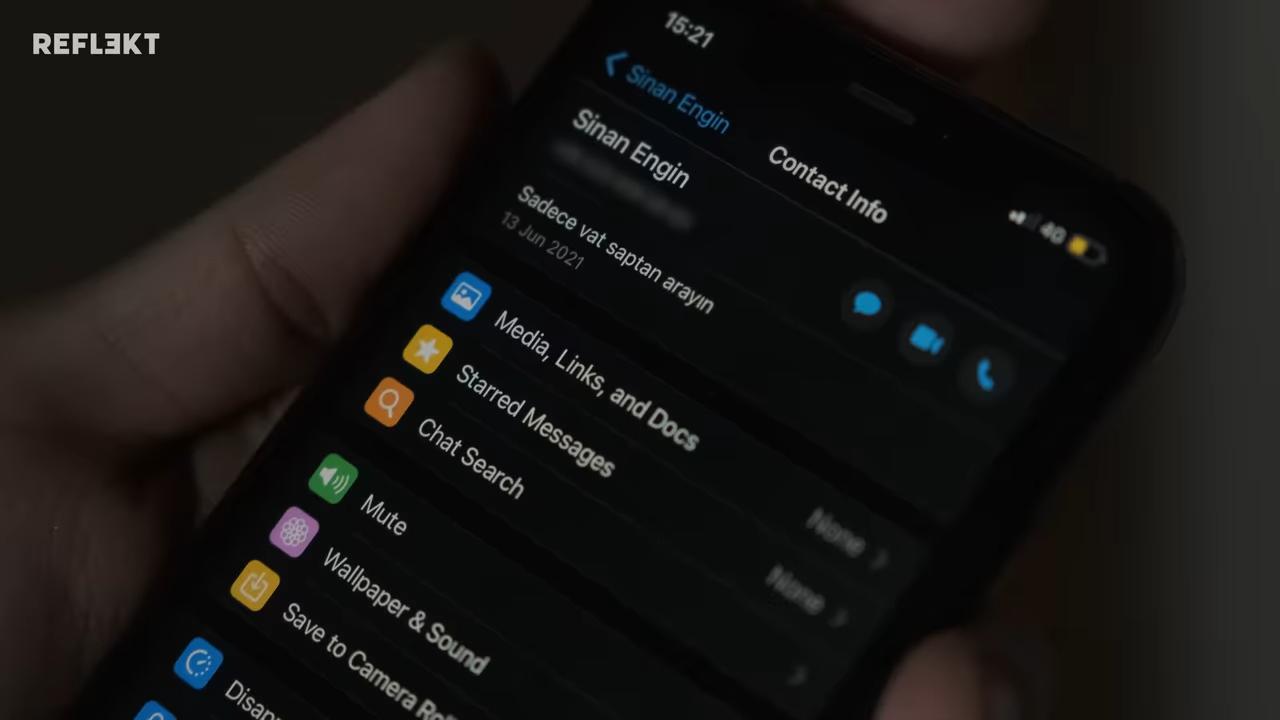 REFLEKT
15:21
Sinan Engin
Contact Info
4G
Sinan Engin
Sadece vat saptan arayın
13 Jun 2021
Media, Links, and Docs
None
Starred Messages
None
Chat Search
Mute
Wallpaper & Sound
Save to Camera Roll